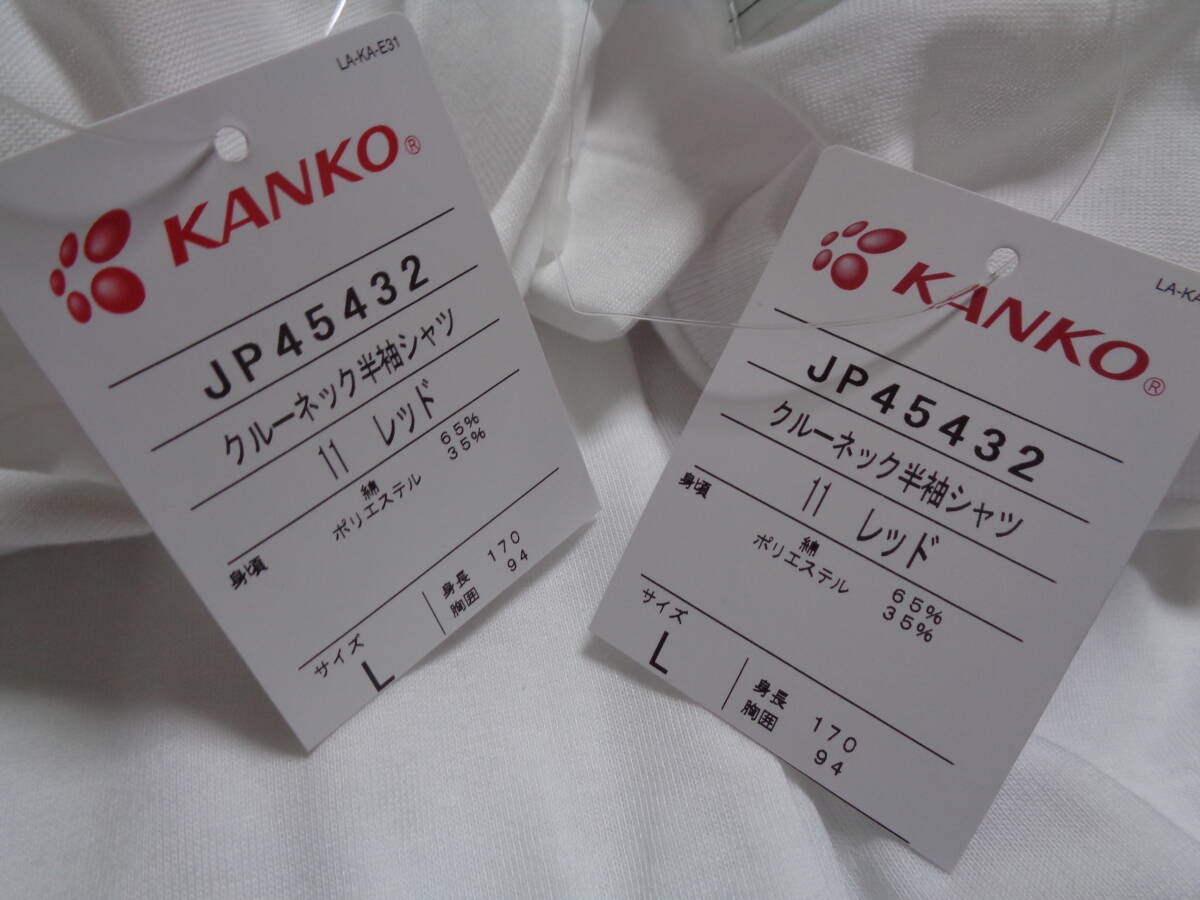 LA-KA-E31
KANKO®
JP45432
クルーネック半袖シャツ
11 レッド
身頃 綿 65%
ポリエステル 35%
サイズ
L
身長 170
胸囲 94
LA-KA
KANKO®
JP45432
クルーネック半袖シャツ
11 レッド
身頃 綿 65%
ポリエステル 35%
サイズ
L
身長 170
胸囲 94